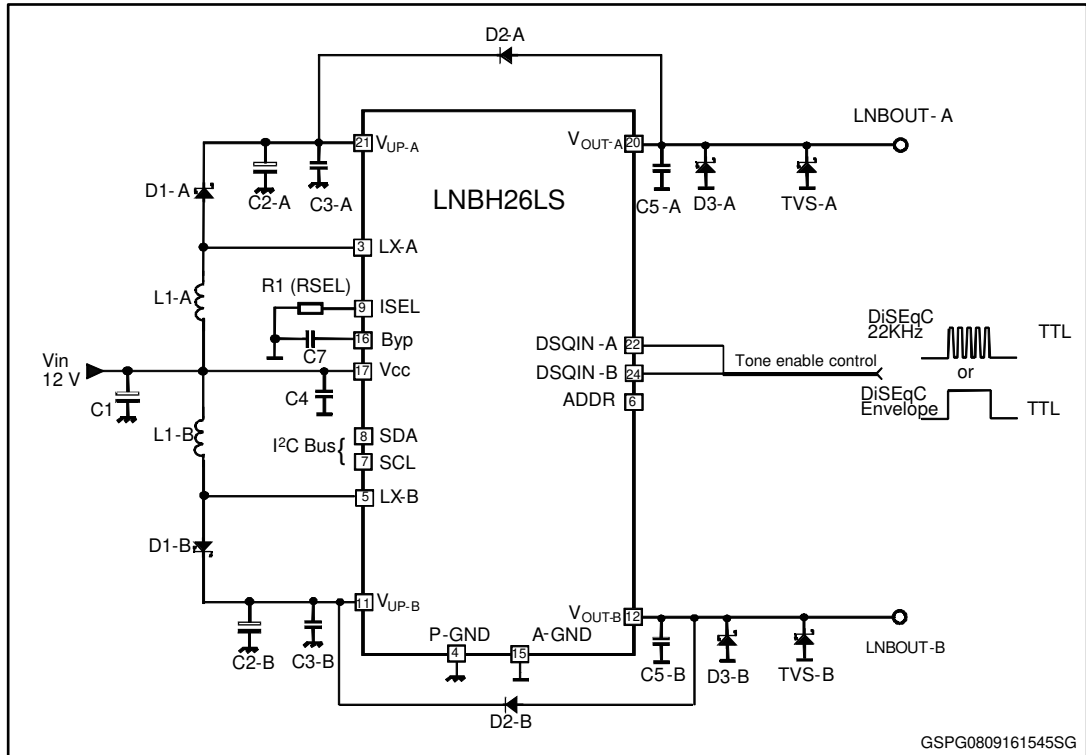 D2-A
LNBOUT-A
21 VUP-A
VOUT-A 20
LNBH26LS
D1-A
C2-A
C3-A
C5-A
D3-A
TVS-A
3 LX-A
L1-A
R1 (RSEL)
9 ISEL
16 Byp
C7
DSQIN-A 22
DiSEqC
22KHz
TTL
Vin
12 V
17 Vcc
DSQIN-B 24
Tone enable control
or
C1
C4
ADDR 6
DiSEqC
Envelope
TTL
L1-B
I²C Bus {
8 SDA
7 SCL
5 LX-B
D1-B
11 VUP-B
VOUT-B 12
P-GND
A-GND
4
15
C2-B
C3-B
C5-B
D3-B
TVS-B
LNBOUT-B
D2-B
GSPG0809161545SG